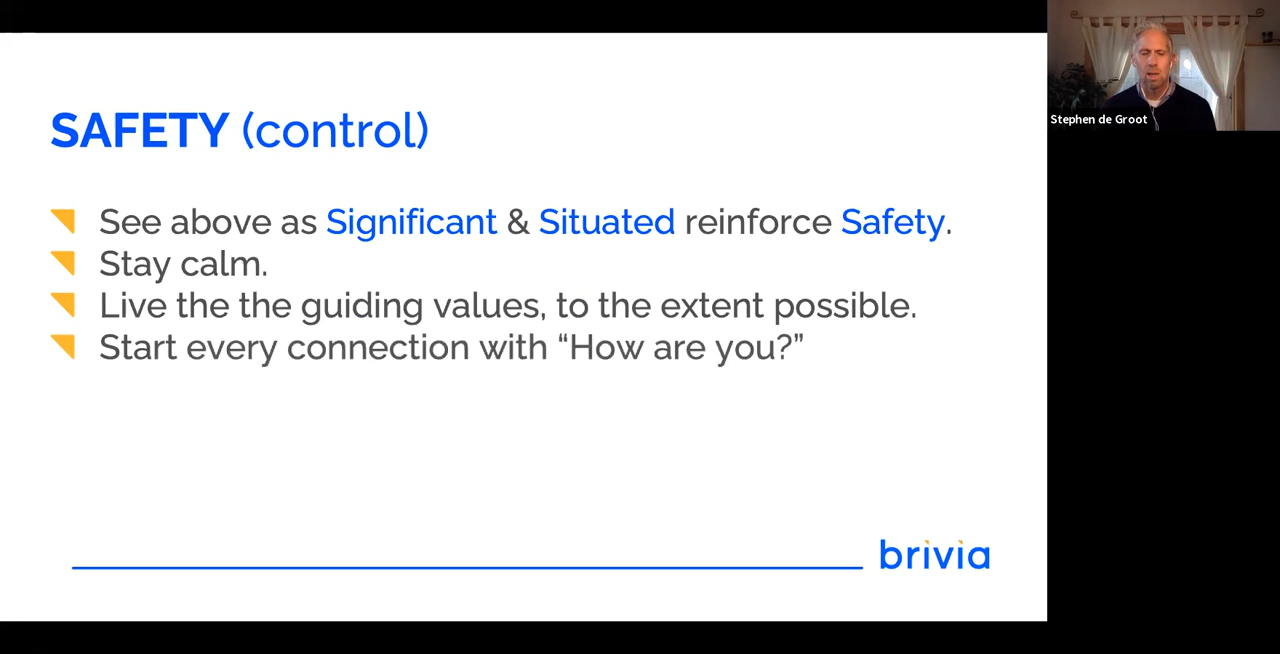 SAFETY (control)
See above as Significant & Situated reinforce Safety.
Stay calm.
Live the the guiding values, to the extent possible.
Start every connection with “How are you?”
brivia
Stephen de Groot